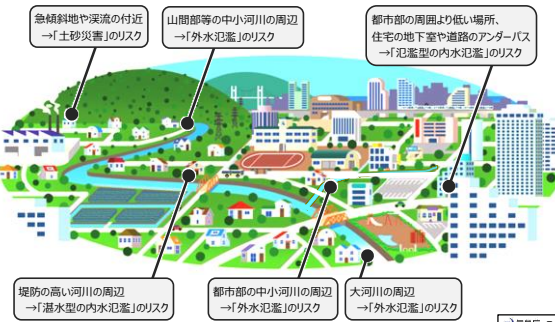 急傾斜地や渓流の付近
→「土砂災害」のリスク
山間部等の中小河川の周辺
→「外水氾濫」のリスク
都市部の周囲より低い場所、
住宅の地下室や道路のアンダーパス
→「氾濫型の内水氾濫」のリスク
堤防の高い河川の周辺
→「湛水型の内水氾濫」のリスク
都市部の中小河川の周辺
→「外水氾濫」のリスク
大河川の周辺
→「外水氾濫」のリスク